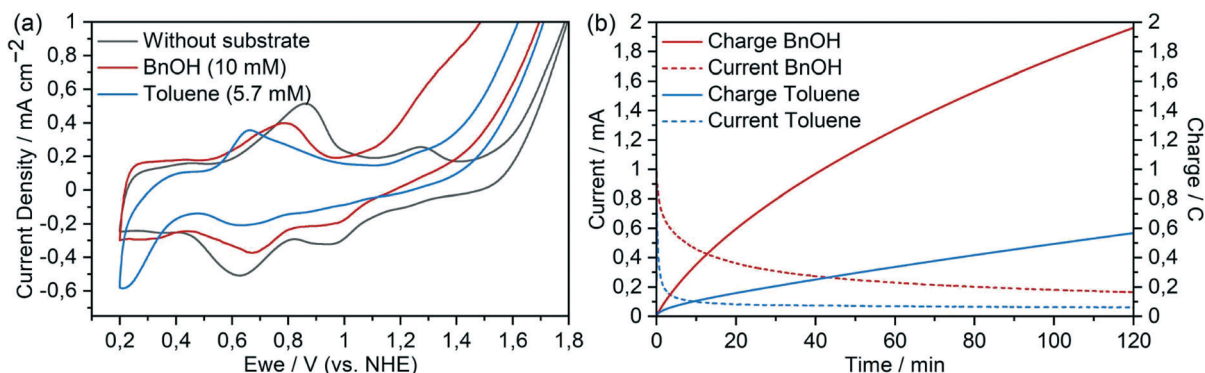 (a)
Without substrate
BnOH (10 mM)
Toluene (5.7 mM)
Current Density / mA cm⁻²
1
0,8
0,6
0,4
0,2
0
-0,2
-0,4
-0,6
0,2 0,4 0,6 0,8 1 1,2 1,4 1,6 1,8
Ewe / V (vs. NHE)
(b)
Charge BnOH
Current BnOH
Charge Toluene
Current Toluene
Current / mA
2
1,8
1,6
1,4
1,2
1
0,8
0,6
0,4
0,2
0
Charge / C
2
1,8
1,6
1,4
1,2
1
0,8
0,6
0,4
0,2
0
0 20 40 60 80 100 120
Time / min